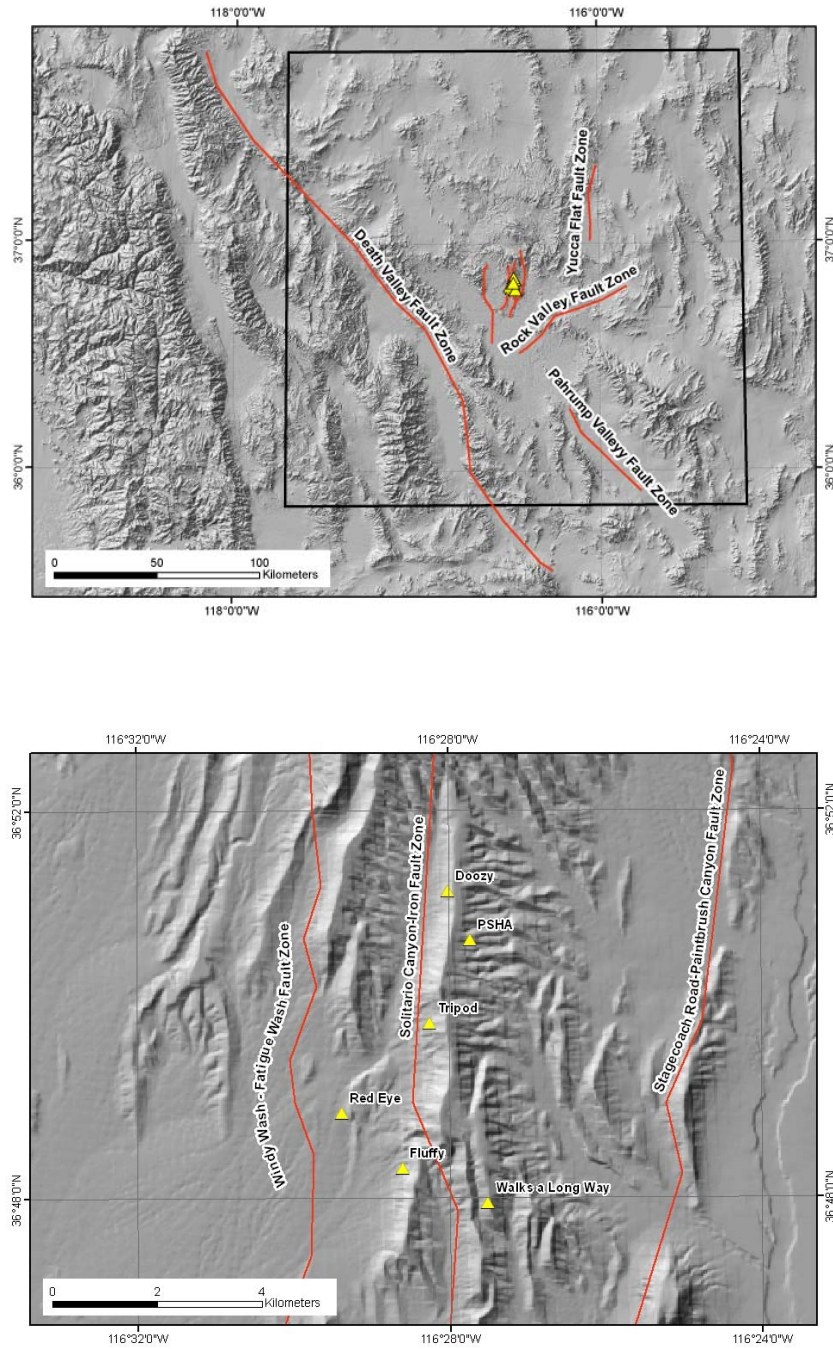 118°0'0"W 116°0'0"W
37°0'0"N 37°0'0"N
Yucca Flat Fault Zone
Death Valley Fault Zone
Rock Valley Fault Zone
Pahrump Valleyy Fault Zone
36°0'0"N 36°0'0"N
0 50 100
Kilometers
118°0'0"W 116°0'0"W
116°32'0"W 116°28'0"W 116°24'0"W
36°52'0"N 36°52'0"N
Solitario Canyon-Iron Fault Zone
Stagecoach Road-Paintbrush Canyon Fault Zone
Doozy
PSHA
Windy Wash - Fatigue Wash Fault Zone
Tripod
Red Eye
Fluffy
Walks a Long Way
36°48'0"N 36°48'0"N
0 2 4
Kilometers
116°32'0"W 116°28'0"W 116°24'0"W